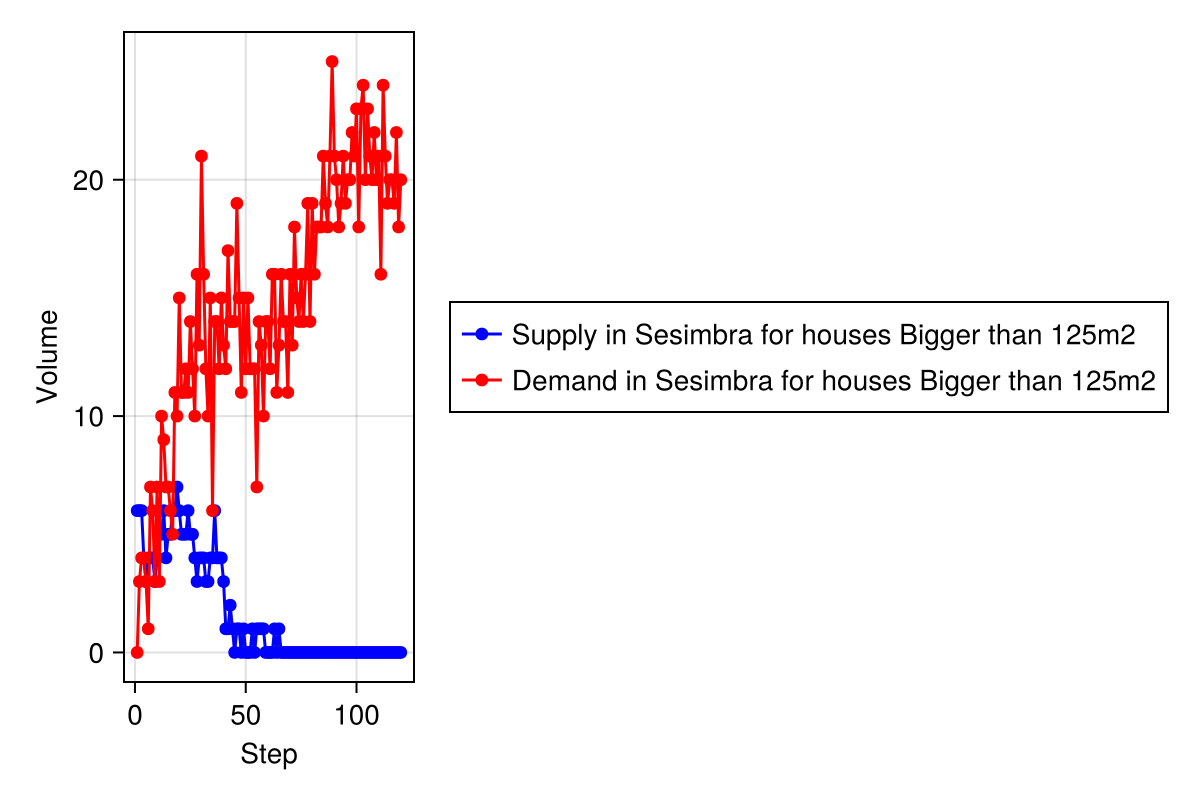 Volume
20
10
0
0 50 100
Step
Supply in Sesimbra for houses Bigger than 125m2
Demand in Sesimbra for houses Bigger than 125m2